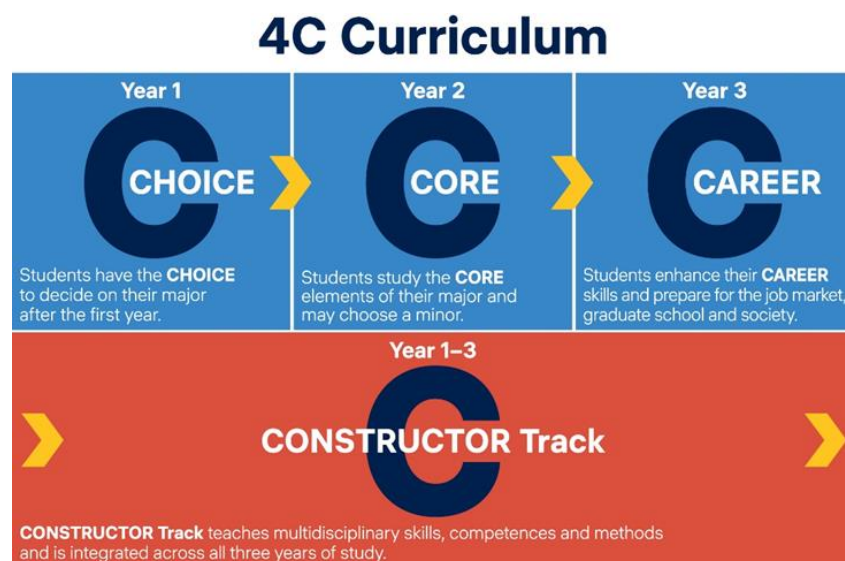 4C Curriculum
Year 1
CHOICE
Students have the CHOICE
to decide on their major
after the first year.
Year 2
CORE
Students study the CORE
elements of their major and
may choose a minor.
Year 3
CAREER
Students enhance their CAREER
skills and prepare for the job market,
graduate school and society.
Year 1–3
CONSTRUCTOR Track
CONSTRUCTOR Track teaches multidisciplinary skills, competences and methods
and is integrated across all three years of study.